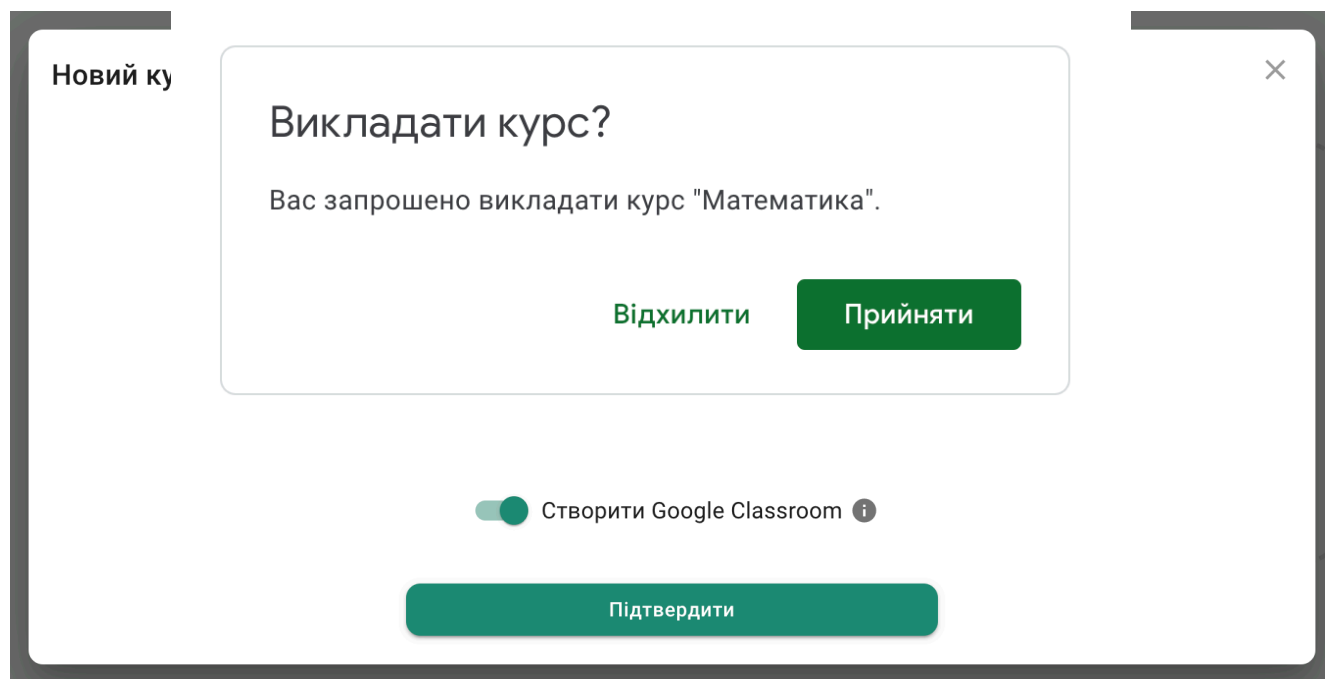 Новий ку
Викладати курс?
Вас запрошено викладати курс "Математика".
Відхилити
Прийняти
Створити Google Classroom
Підтвердити